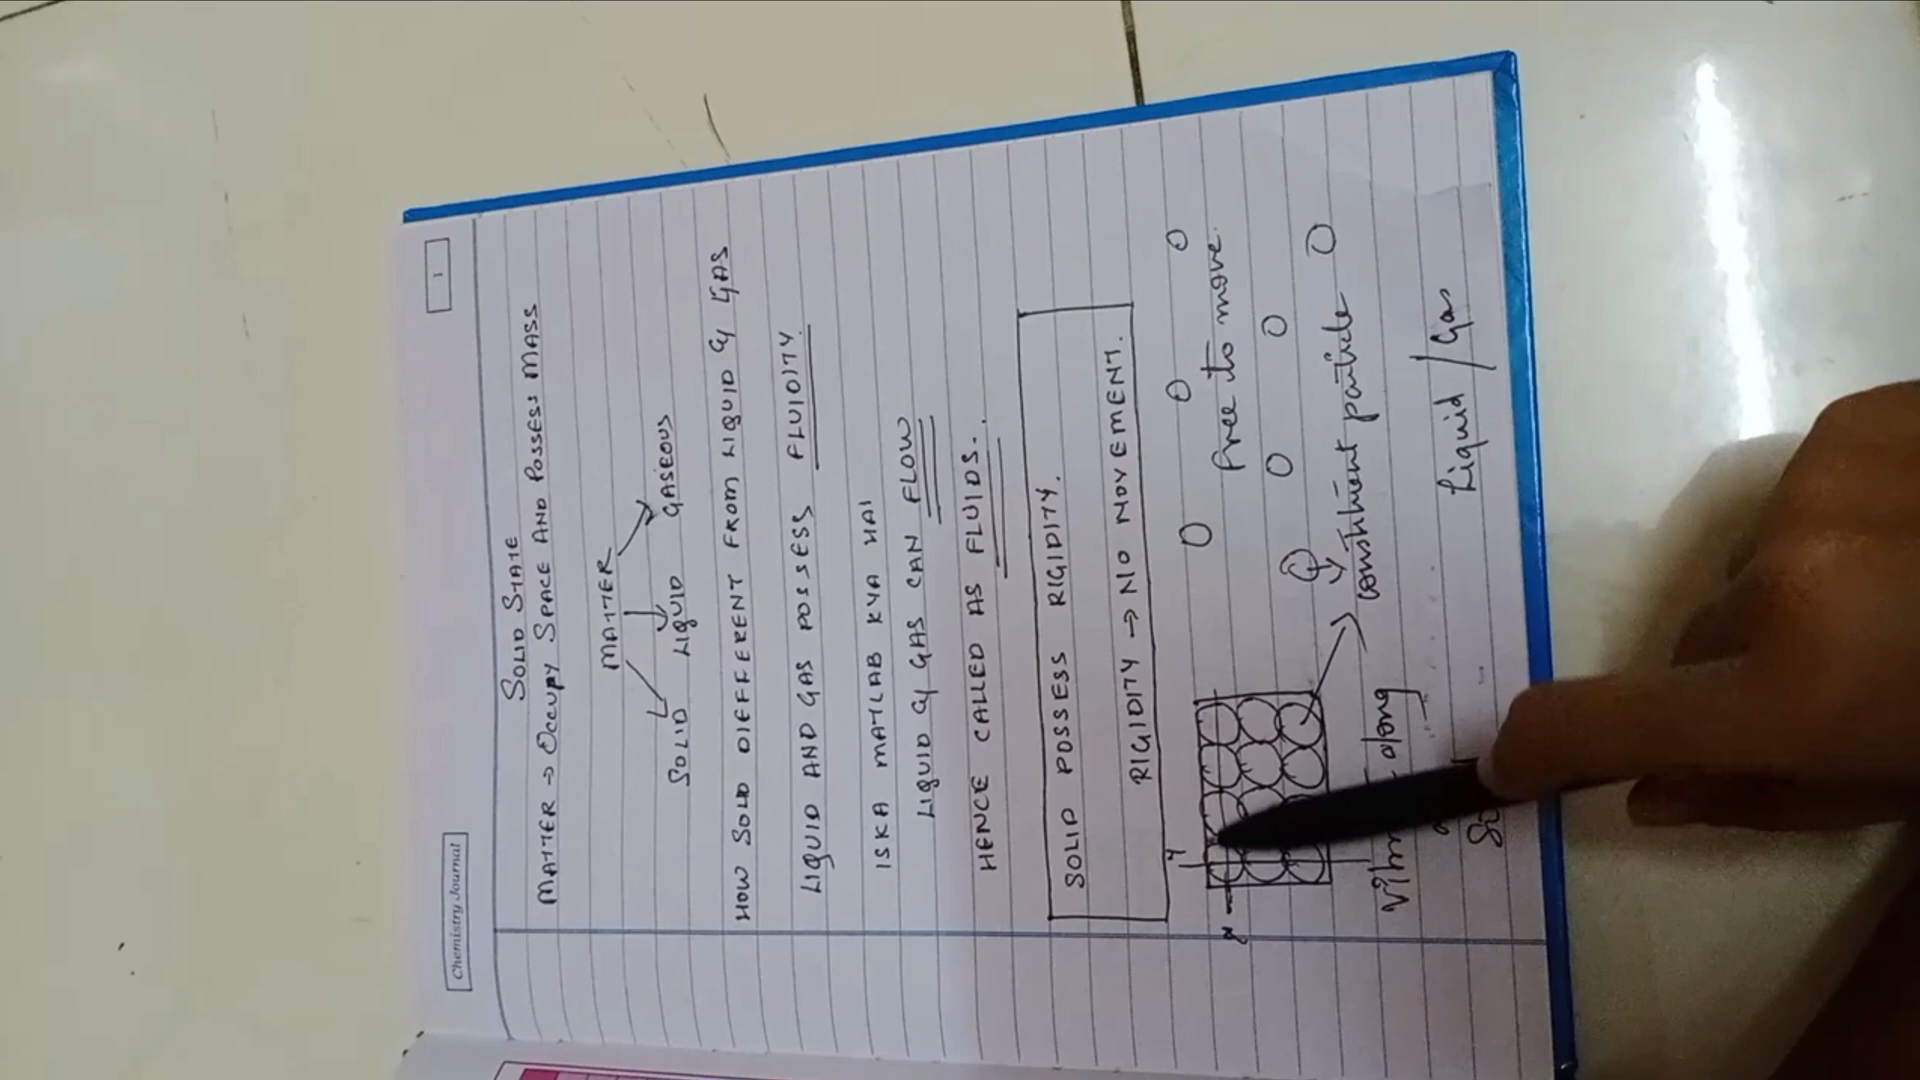 Chemistry Journal
1
SOLID STATE
MATTER → OCCUPY SPACE AND POSSESS MASS
MATTER
SOLID LIQUID GASEOUS
HOW SOLID DIFFERENT FROM LIQUID & GAS
LIQUID AND GAS POSSESS FLUIDITY
ISKA MATLAB KYA HAI
LIQUID & GAS CAN FLOW
HENCE CALLED AS FLUIDS.
SOLID POSSESS RIGIDITY.
RIGIDITY → NO MOVEMENT.
y
x
free to move.
constituent particle
along
Liquid / Gas